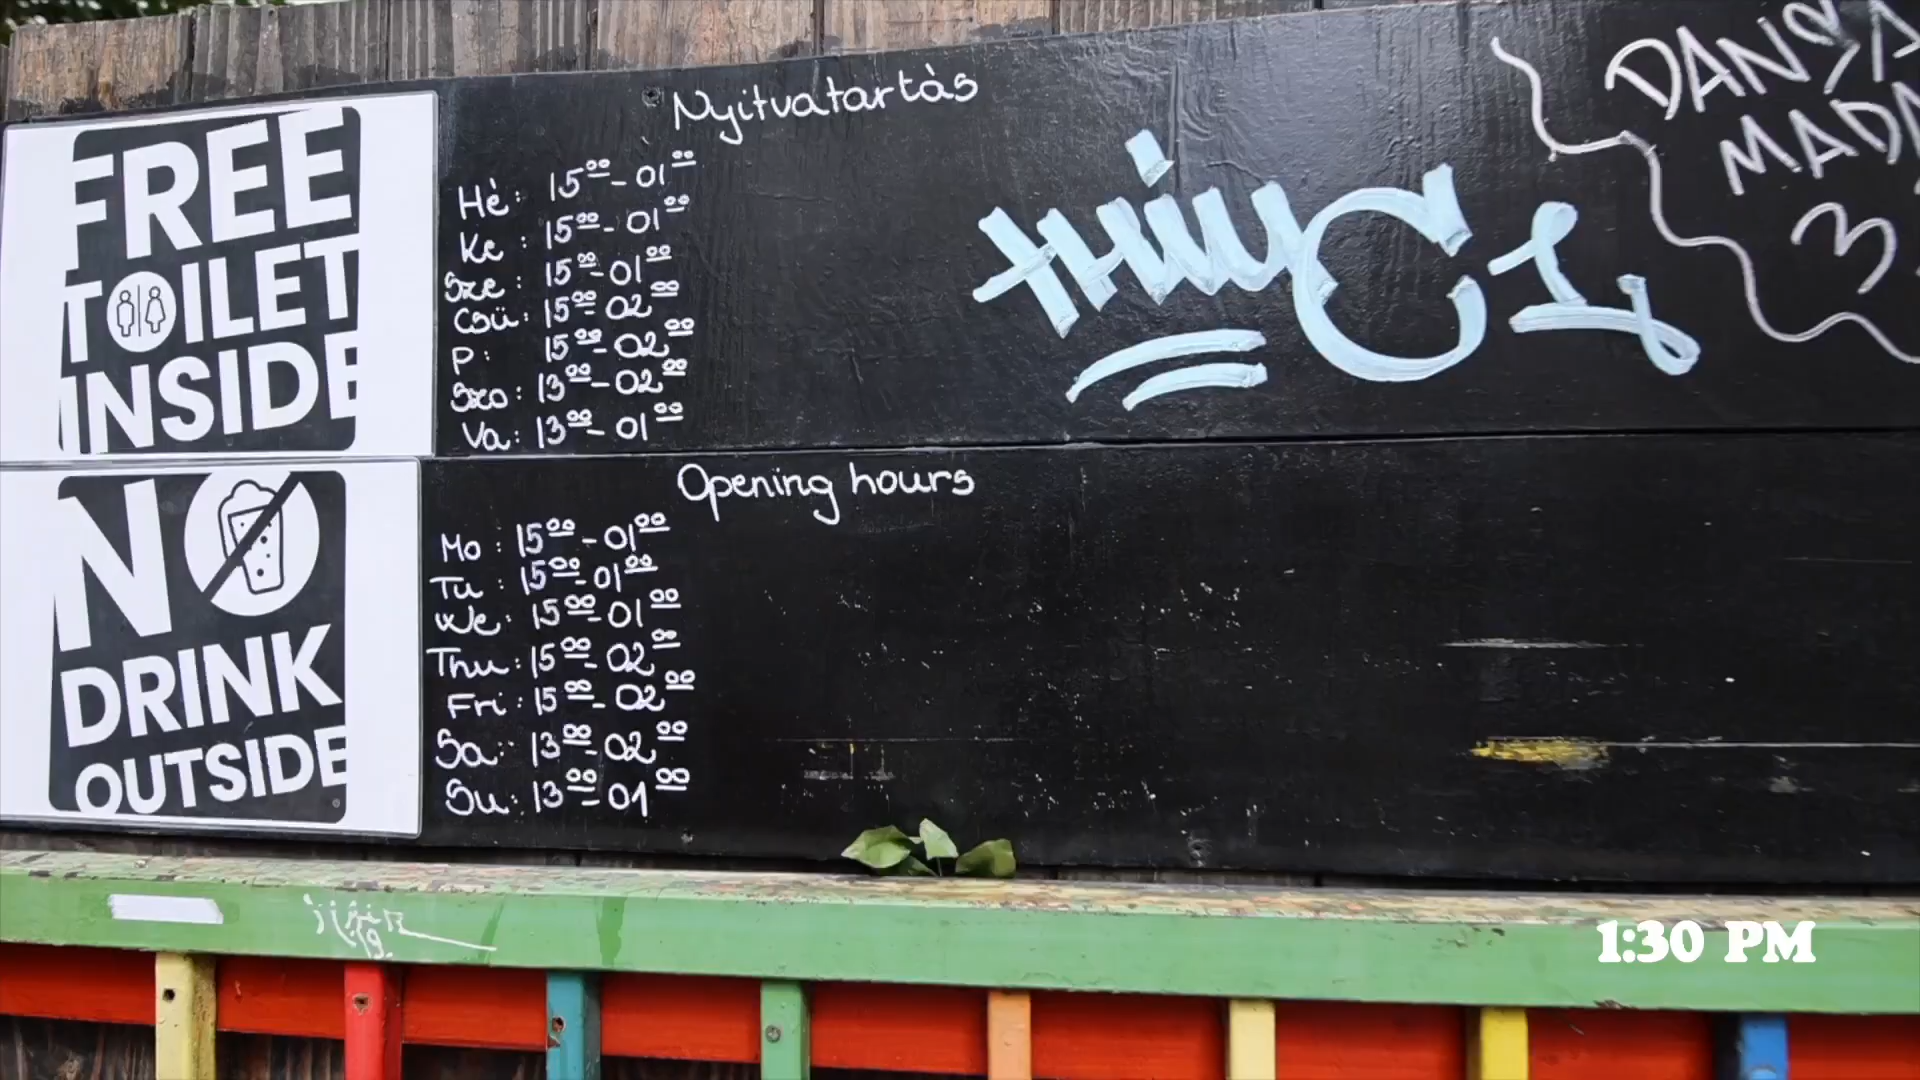 FREE
TOILET
INSIDE
NO
DRINK
OUTSIDE
Nyitvatartàs
Hè: 15⁰⁰-01⁰⁰
Ke: 15⁰⁰-01⁰⁰
Sze: 15⁰⁰-01⁰⁰
Csü: 15⁰⁰-02⁰⁰
P: 15⁰⁰-02⁰⁰
Szo: 13⁰⁰-02⁰⁰
Va: 13⁰⁰-01⁰⁰
Opening hours
Mo: 15⁰⁰-01⁰⁰
Tu: 15⁰⁰-01⁰⁰
We: 15⁰⁰-01⁰⁰
Thu: 15⁰⁰-02⁰⁰
Fri: 15⁰⁰-02⁰⁰
Sa: 13⁰⁰-02⁰⁰
Su: 13⁰⁰-01⁰⁰
1:30 PM